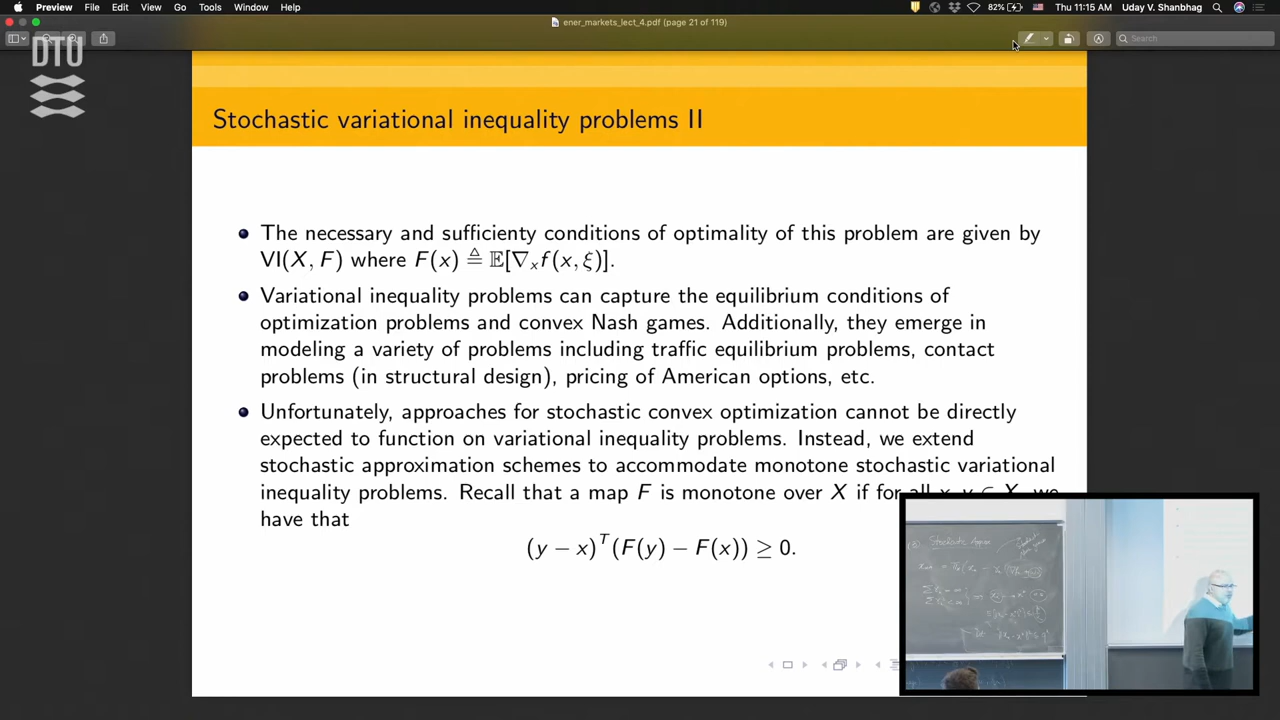 Preview File Edit View Go Tools Window Help
82% Thu 11:15 AM Uday V. Shanbhag
ener_markets_lect_4.pdf (page 21 of 119)
Search
DTU
Stochastic variational inequality problems II
The necessary and sufficienty conditions of optimality of this problem are given by
VI(X, F) where F(x) ≜ 𝔼[∇ₓf(x, ξ)].
Variational inequality problems can capture the equilibrium conditions of
optimization problems and convex Nash games. Additionally, they emerge in
modeling a variety of problems including traffic equilibrium problems, contact
problems (in structural design), pricing of American options, etc.
Unfortunately, approaches for stochastic convex optimization cannot be directly
expected to function on variational inequality problems. Instead, we extend
stochastic approximation schemes to accommodate monotone stochastic variational
inequality problems. Recall that a map F is monotone over X if for all x, y ∈ X, we
have that
(y − x)ᵀ(F(y) − F(x)) ≥ 0.
Stochastic Approx